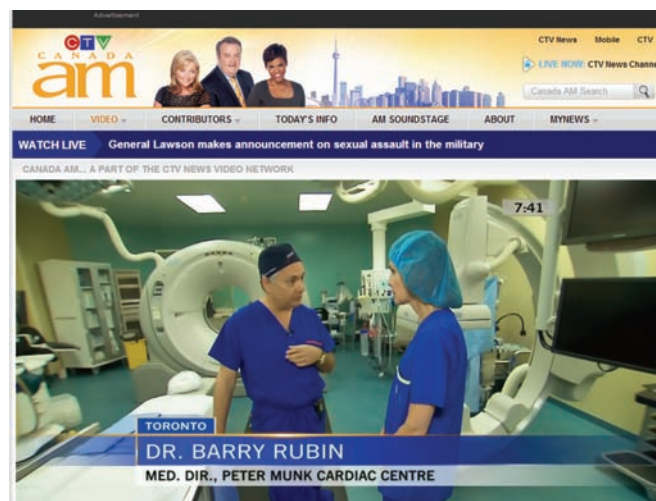 Advertisement
CTV
CANADA
am
CTV News Mobile CTV
LIVE NOW: CTV News Channe
Canada AM Search
HOME VIDEO CONTRIBUTORS TODAY'S INFO AM SOUNDSTAGE ABOUT MYNEWS
WATCH LIVE General Lawson makes announcement on sexual assault in the military
CANADA AM... A PART OF THE CTV NEWS VIDEO NETWORK
7:41
TORONTO
DR. BARRY RUBIN
MED. DIR., PETER MUNK CARDIAC CENTRE